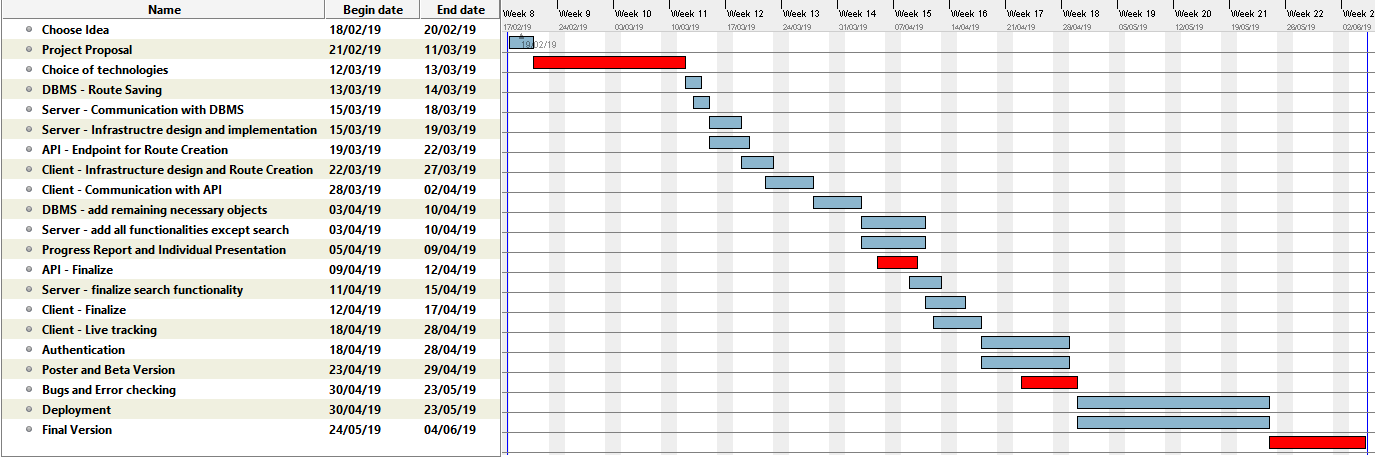 Name Begin date End date Week 8 Week 9 Week 10 Week 11 Week 12 Week 13 Week 14 Week 15 Week 16 Week 17 Week 18 Week 19 Week 20 Week 21 Week 22 Week 2
17/02/19 24/02/19 03/03/19 10/03/19 17/03/19 24/03/19 31/03/19 07/04/19 14/04/19 21/04/19 28/04/19 05/05/19 12/05/19 19/05/19 26/05/19 02/06/19
Choose Idea 18/02/19 20/02/19
19/02/19
Project Proposal 21/02/19 11/03/19
Choice of technologies 12/03/19 13/03/19
DBMS - Route Saving 13/03/19 14/03/19
Server - Communication with DBMS 15/03/19 18/03/19
Server - Infrastructre design and implementation 15/03/19 19/03/19
API - Endpoint for Route Creation 19/03/19 22/03/19
Client - Infrastructure design and Route Creation 22/03/19 27/03/19
Client - Communication with API 28/03/19 02/04/19
DBMS - add remaining necessary objects 03/04/19 10/04/19
Server - add all functionalities except search 03/04/19 10/04/19
Progress Report and Individual Presentation 05/04/19 09/04/19
API - Finalize 09/04/19 12/04/19
Server - finalize search functionality 11/04/19 15/04/19
Client - Finalize 12/04/19 17/04/19
Client - Live tracking 18/04/19 28/04/19
Authentication 18/04/19 28/04/19
Poster and Beta Version 23/04/19 29/04/19
Bugs and Error checking 30/04/19 23/05/19
Deployment 30/04/19 23/05/19
Final Version 24/05/19 04/06/19